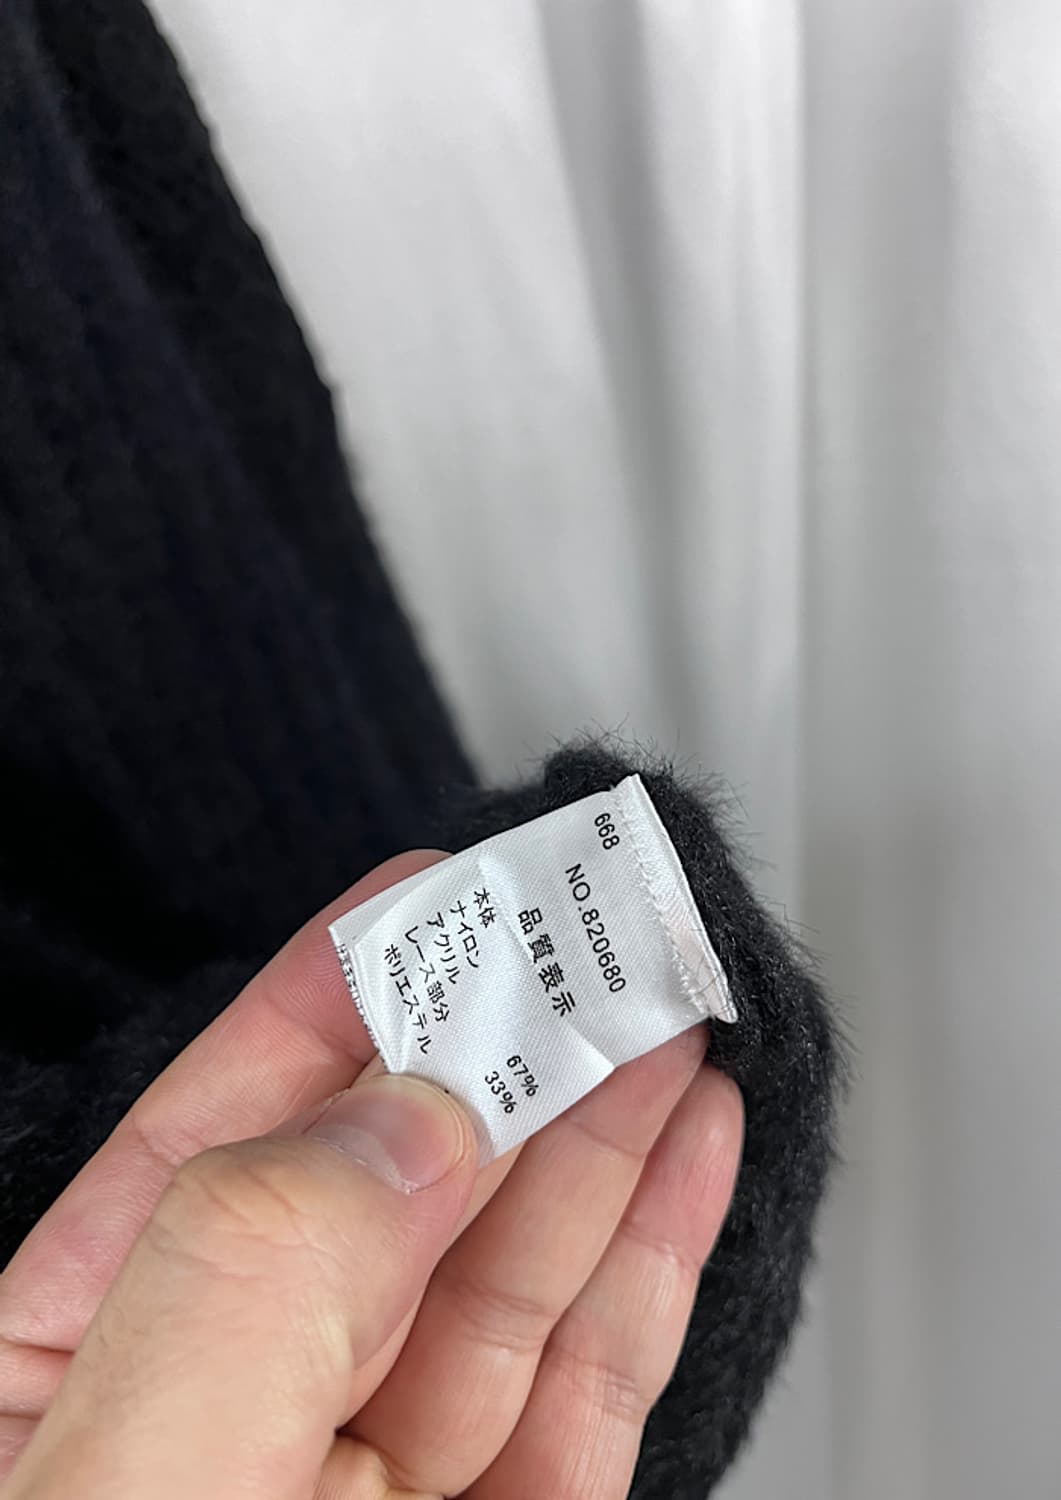 668
NO.820680
品質表示
本体
ナイロン 67%
アクリル 33%
レース部分
ポリエステル